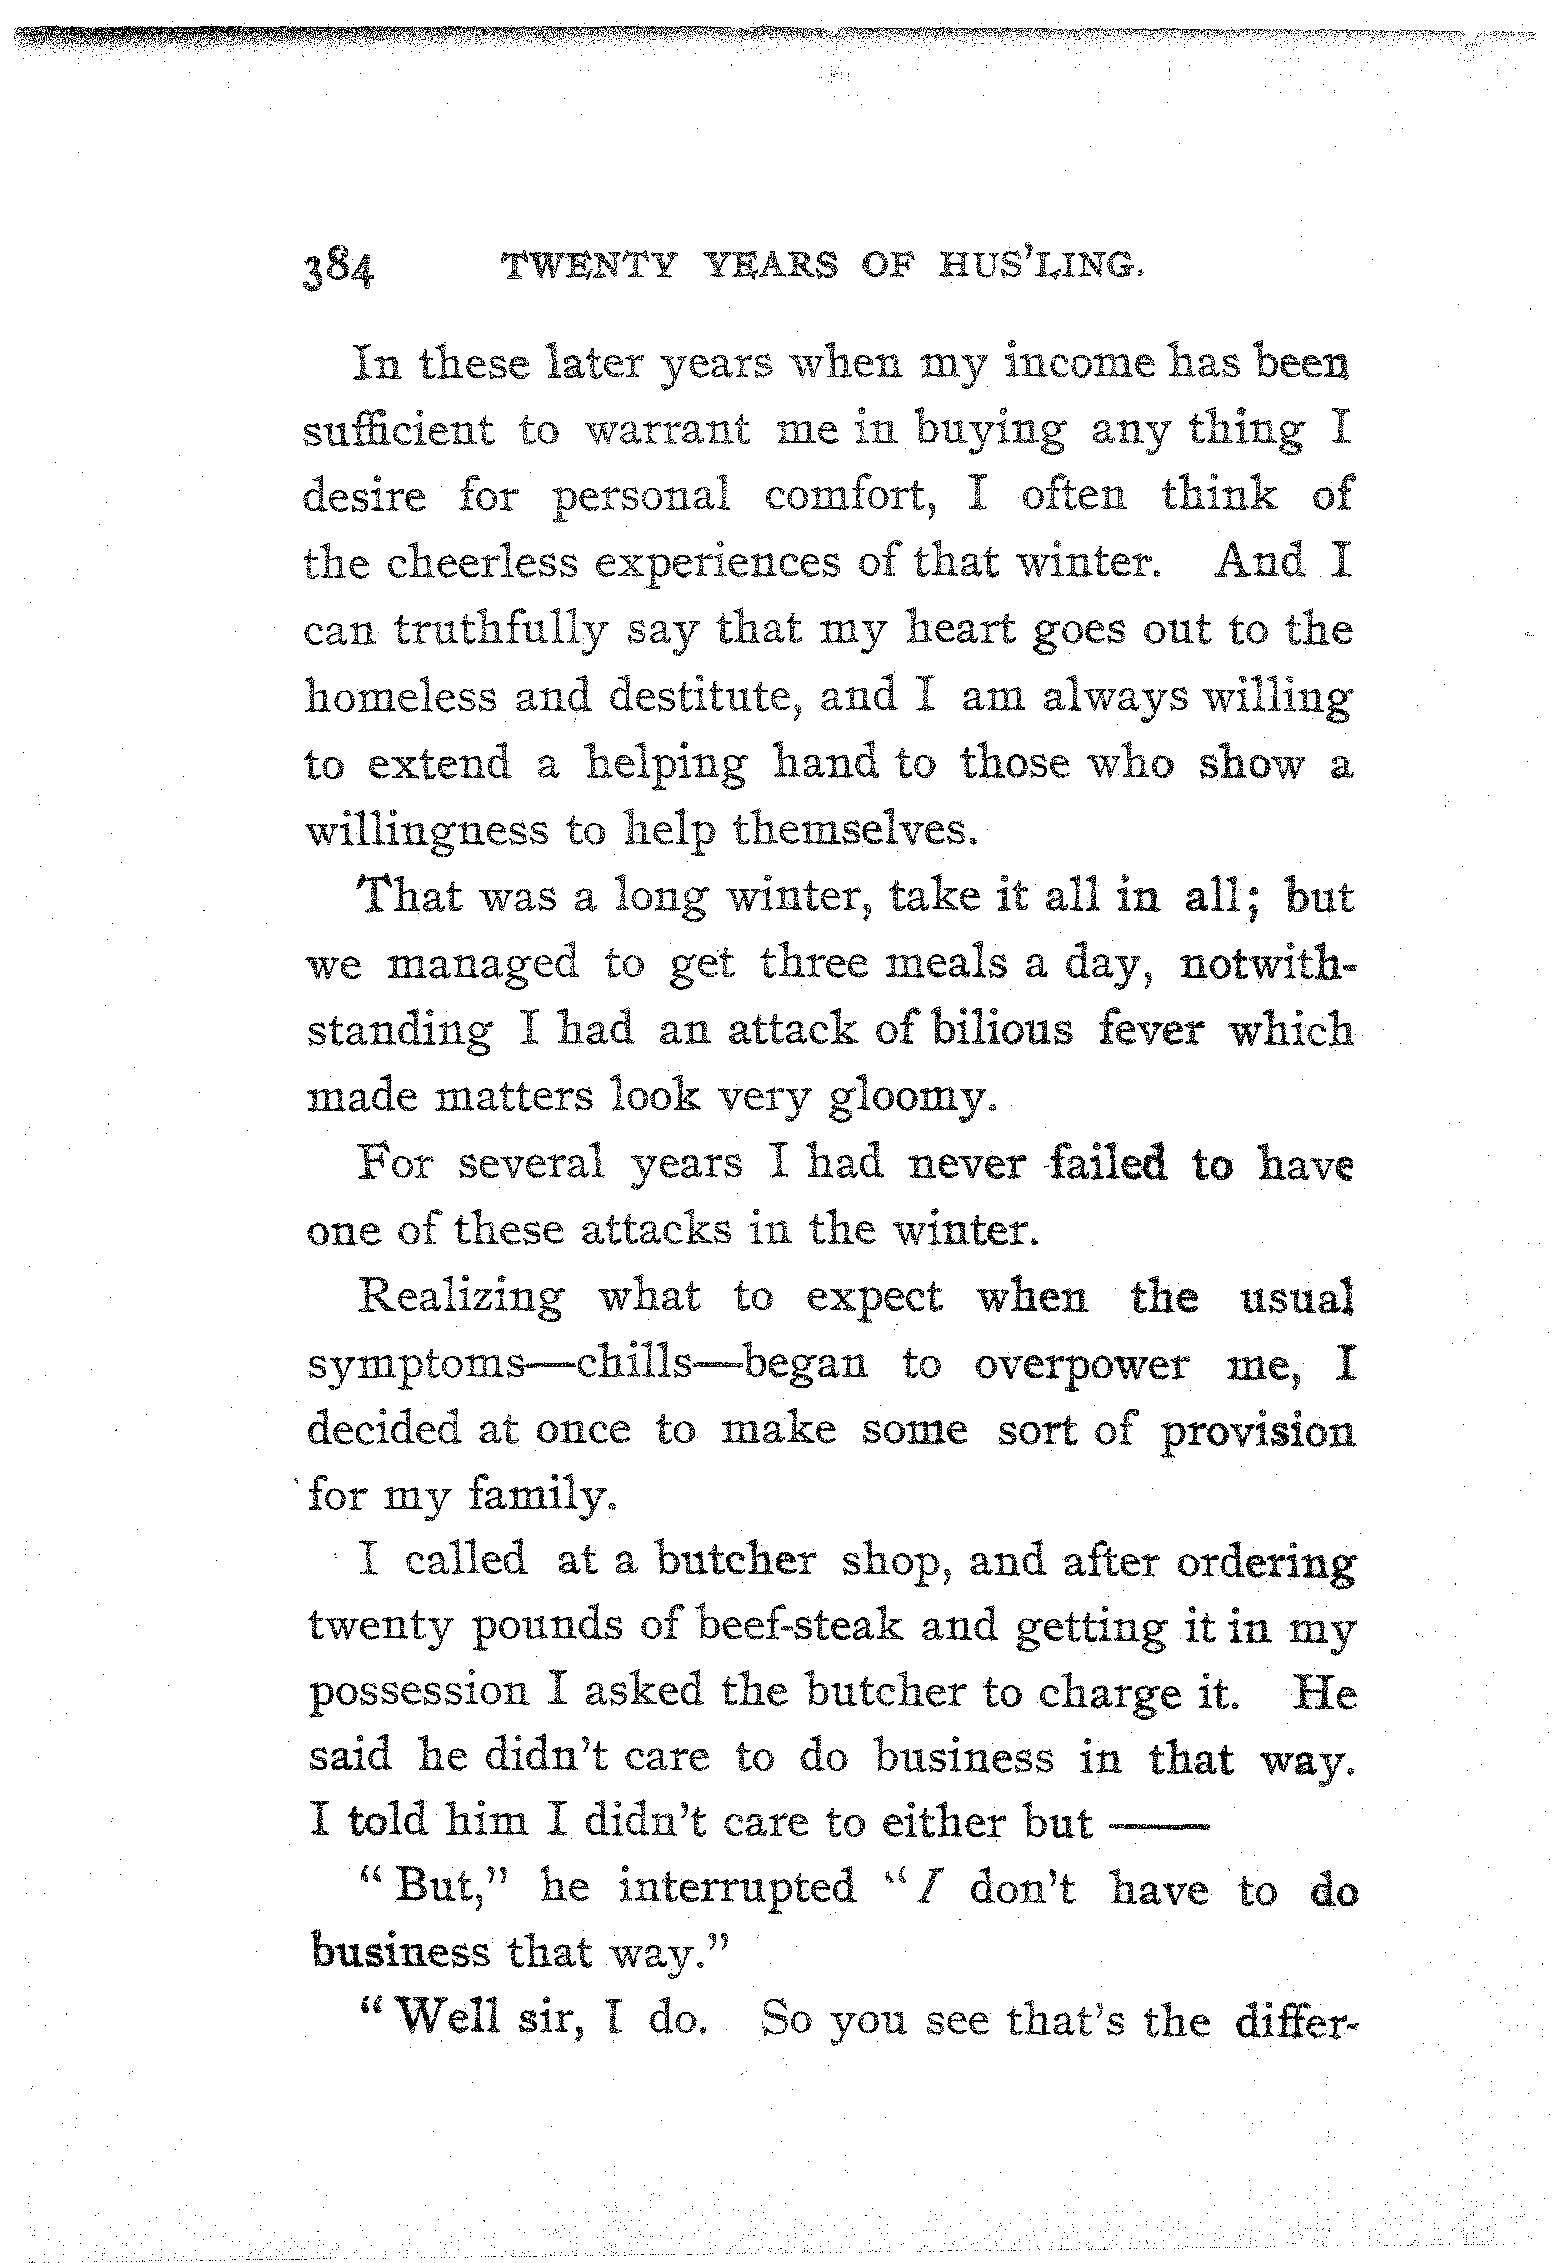 384 TWENTY YEARS OF HUS'LING.
In these later years when my income has been
sufficient to warrant me in buying any thing I
desire for personal comfort, I often think of
the cheerless experiences of that winter. And I
can truthfully say that my heart goes out to the
homeless and destitute, and I am always willing
to extend a helping hand to those who show a
willingness to help themselves.
That was a long winter, take it all in all; but
we managed to get three meals a day, notwith-
standing I had an attack of bilious fever which
made matters look very gloomy.
For several years I had never failed to have
one of these attacks in the winter.
Realizing what to expect when the usual
symptoms—chills—began to overpower me, I
decided at once to make some sort of provision
for my family.
I called at a butcher shop, and after ordering
twenty pounds of beef-steak and getting it in my
possession I asked the butcher to charge it. He
said he didn't care to do business in that way.
I told him I didn't care to either but ——
"But," he interrupted "I don't have to do
business that way."
"Well sir, I do. So you see that's the differ-